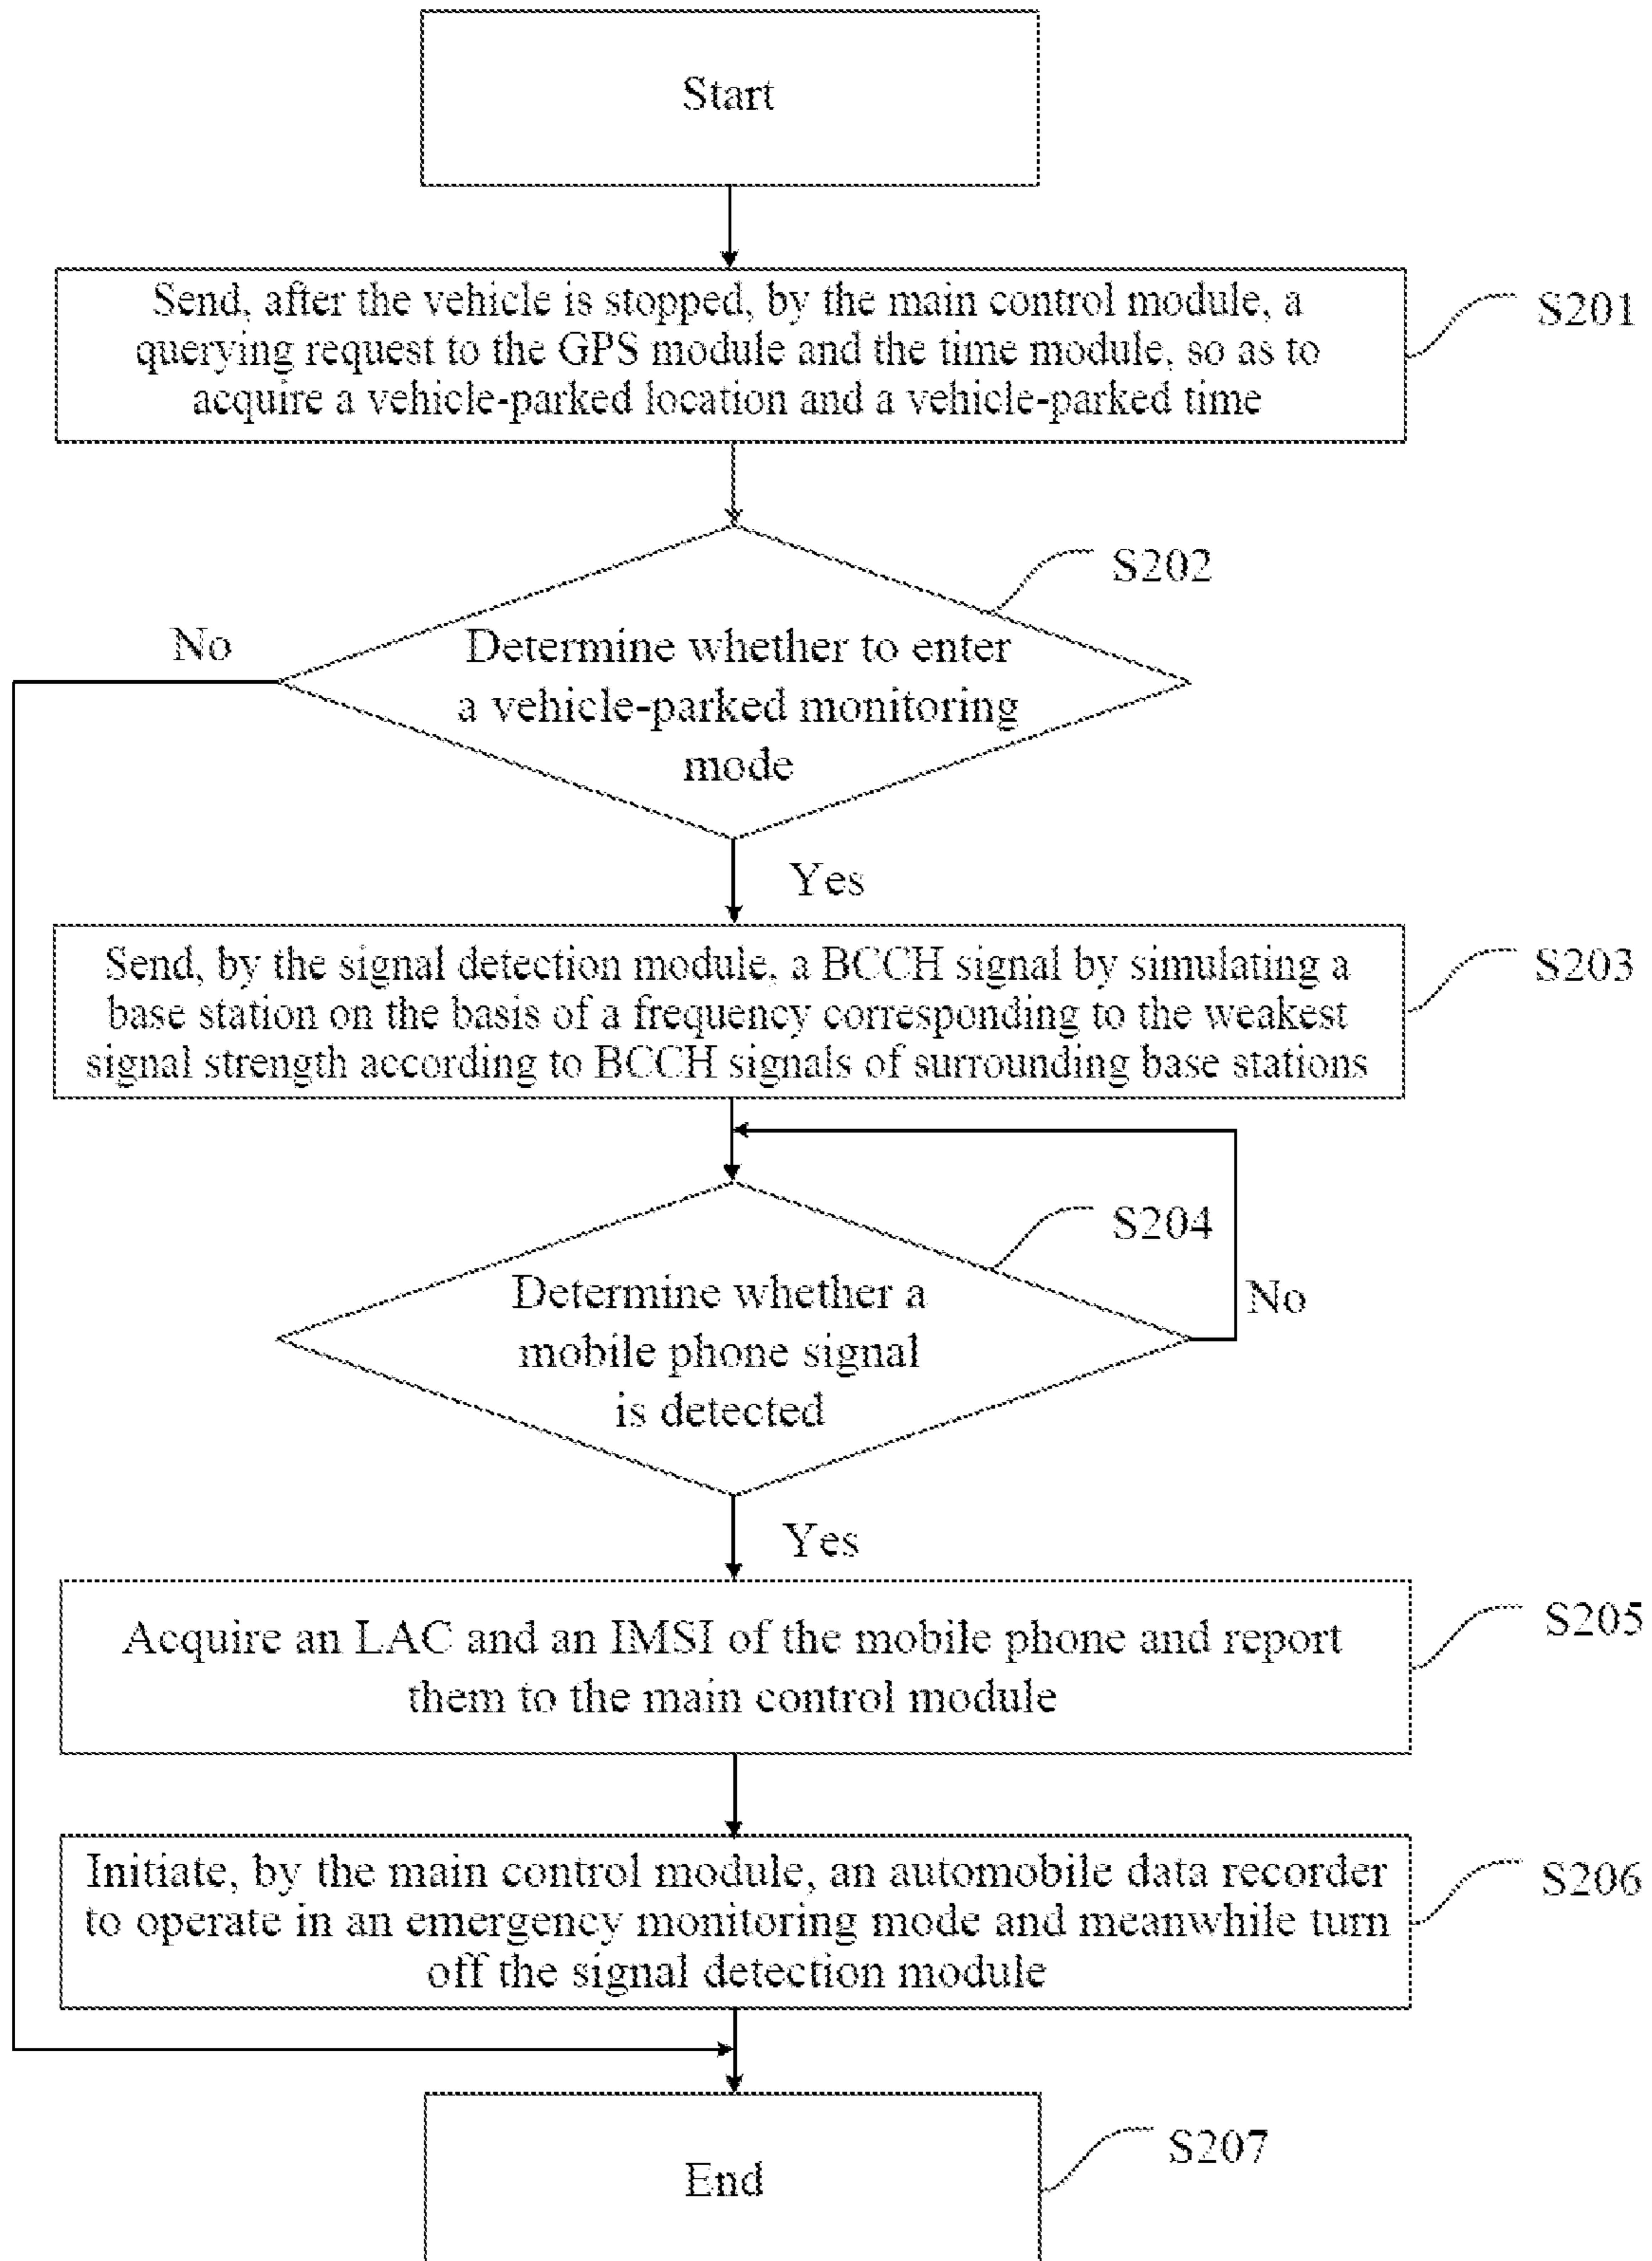 Start
Send, after the vehicle is stopped, by the main control module, a
querying request to the GPS module and the time module, so as to
acquire a vehicle-parked location and a vehicle-parked time
S201
S202
No
Determine whether to enter
a vehicle-parked monitoring
mode
Yes
Send, by the signal detection module, a BCCH signal by simulating a
base station on the basis of a frequency corresponding to the weakest
signal strength according to BCCH signals of surrounding base stations
S203
S204
Determine whether a
mobile phone signal
is detected
No
Yes
Acquire an LAC and an IMSI of the mobile phone and report
them to the main control module
S205
Initiate, by the main control module, an automobile data recorder
to operate in an emergency monitoring mode and meanwhile turn
off the signal detection module
S206
End
S207